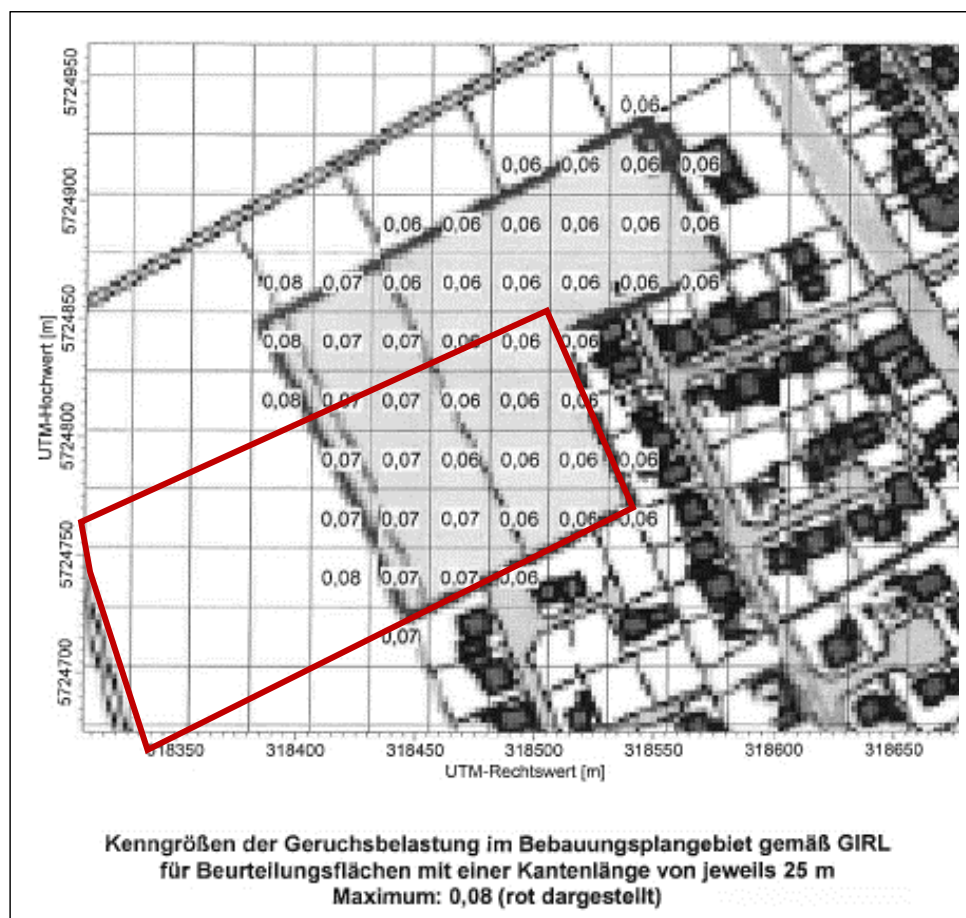 0,06
0,06 0,06 0,06 0,06
0,06 0,06 0,06 0,06 0,06 0,06
0,08 0,07 0,06 0,06 0,06 0,06 0,06 0,06
0,08 0,07 0,07 0,06 0,06 0,06
0,08 0,07 0,07 0,06 0,06 0,06
0,07 0,07 0,06 0,06 0,06 0,06
0,07 0,07 0,07 0,06 0,06 0,06
0,08 0,07 0,07 0,06
0,07
5724950
5724900
5724850
5724800
5724750
5724700
UTM-Hochwert [m]
318350 318400 318450 318500 318550 318600 318650
UTM-Rechtswert [m]
Kenngrößen der Geruchsbelastung im Bebauungsplangebiet gemäß GIRL
für Beurteilungsflächen mit einer Kantenlänge von jeweils 25 m
Maximum: 0,08 (rot dargestellt)